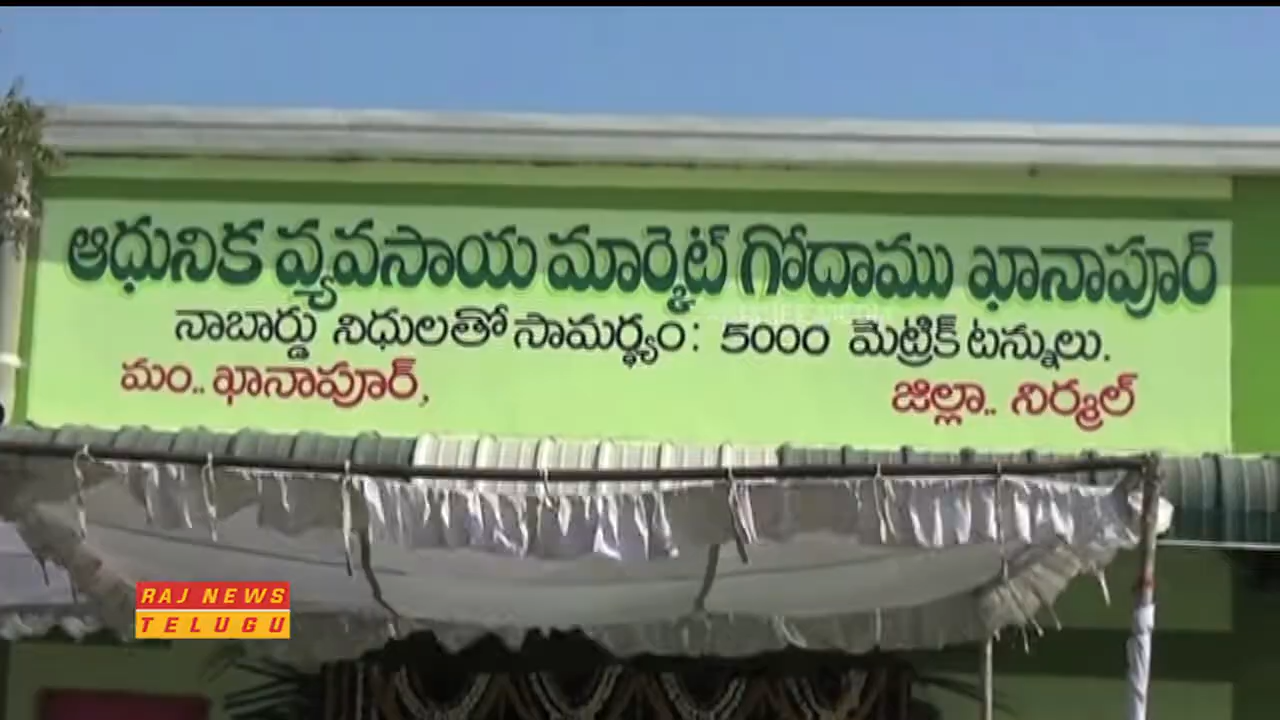 ఆధునిక వ్యవసాయ మార్కెట్ గోదాము ఖానాపూర్
నాబార్డు నిధులతో సామర్థ్యం: 5000 మెట్రిక్ టన్నులు.
మం.. ఖానాపూర్, జిల్లా.. నిర్మల్
RAJ NEWS
TELUGU